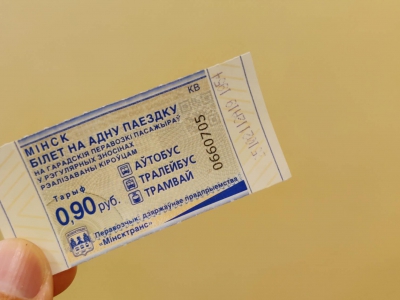 КВ
МІНСК
БІЛЕТ НА АДНУ ПАЕЗДКУ
НА ГАРАДСКІЯ ПЕРАВОЗКІ ПАСАЖЫРАЎ
У РЭГУЛЯРНЫХ ЗНОСІНАХ
РЭАЛІЗАВАНЫ КІРОЎЦАМ
Тарыф
0,90 руб.
АЎТОБУС
ТРАЛЕЙБУС
ТРАМВАЙ
0660705
Перавозчык: дзяржаўнае прадпрыемства
«Мінсктранс»